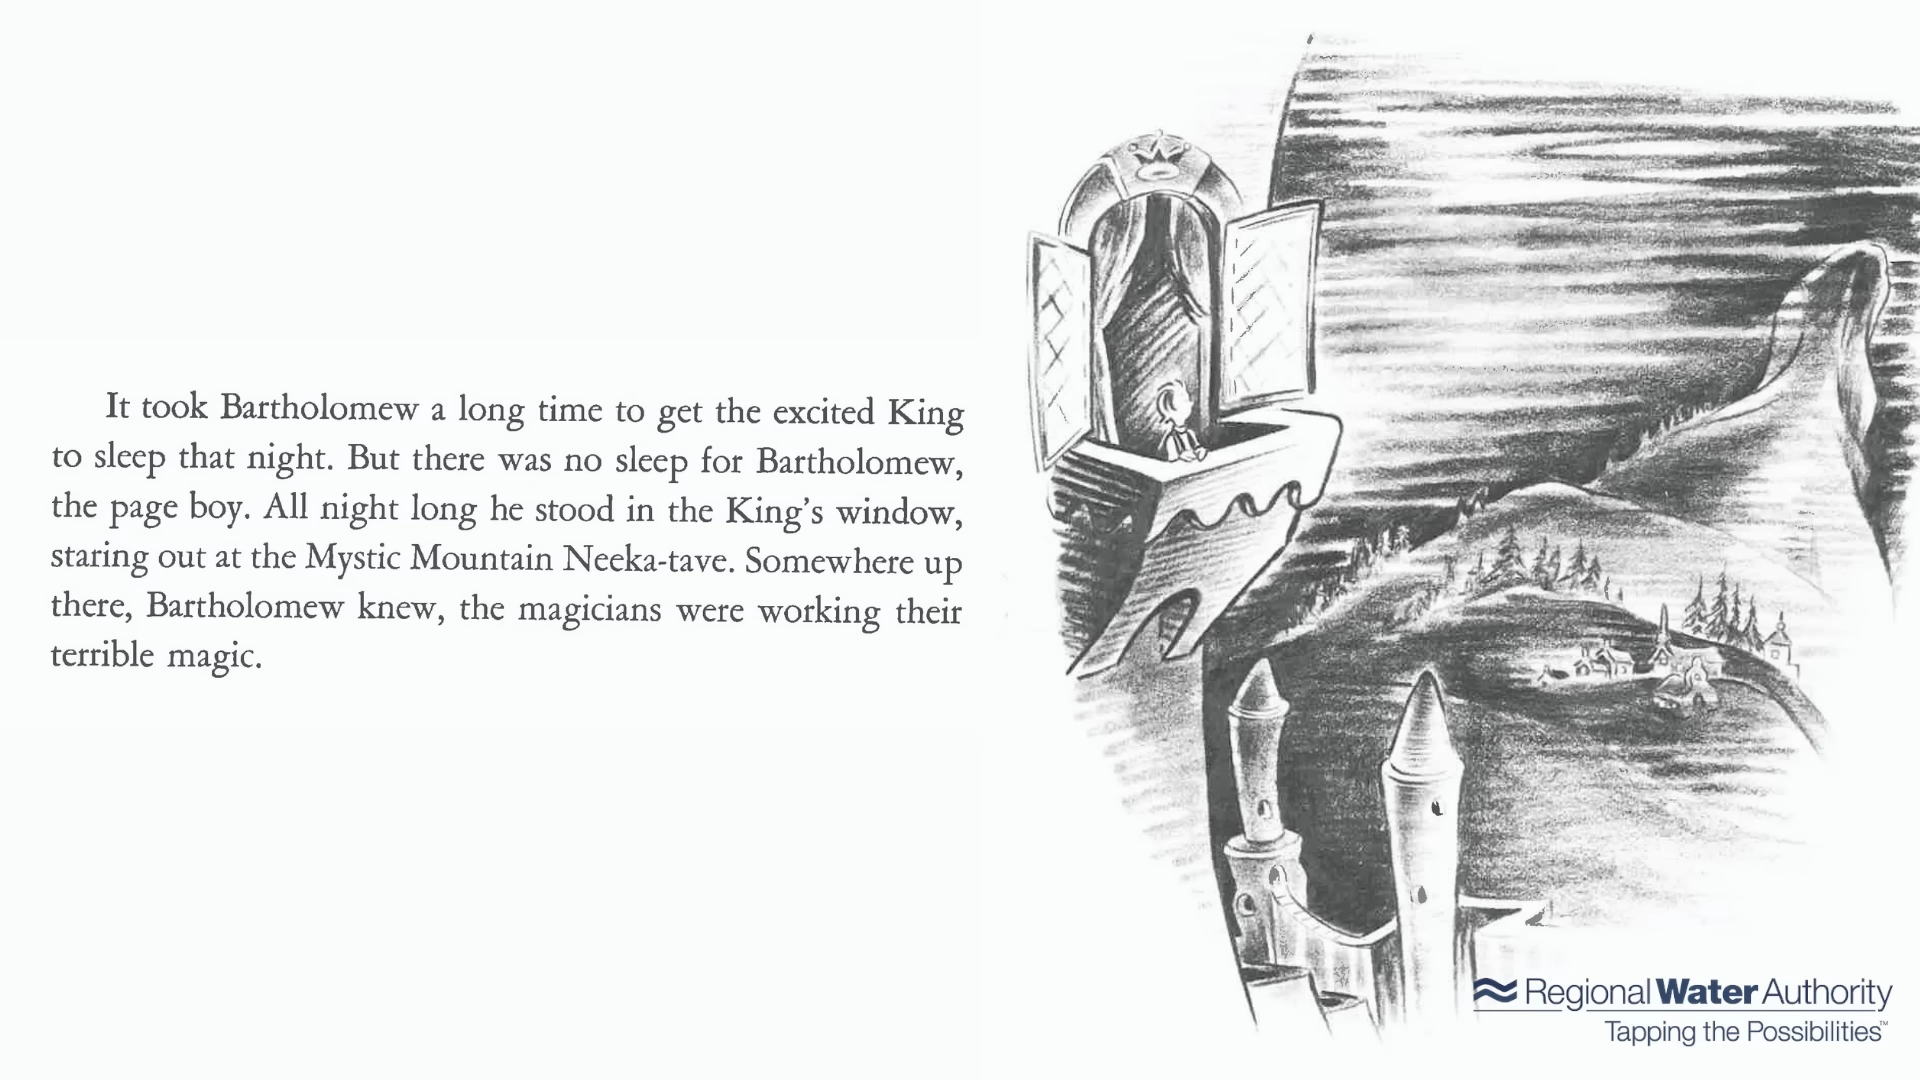 It took Bartholomew a long time to get the excited King
to sleep that night. But there was no sleep for Bartholomew,
the page boy. All night long he stood in the King's window,
staring out at the Mystic Mountain Neeka-tave. Somewhere up
there, Bartholomew knew, the magicians were working their
terrible magic.
Regional Water Authority
Tapping the Possibilities™